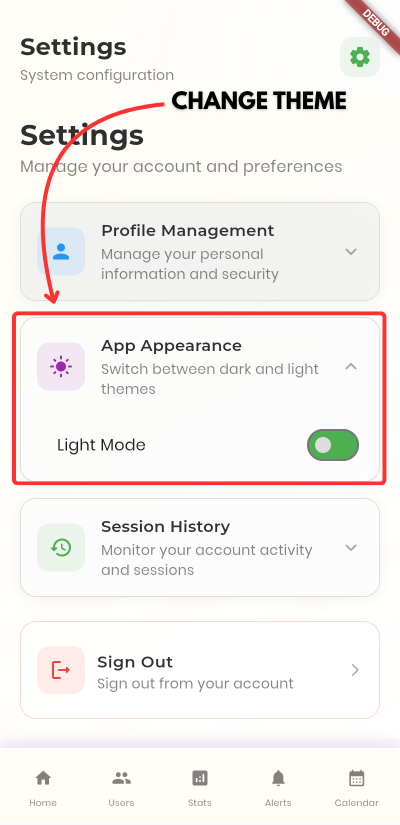 DEBUG
Settings
System configuration
CHANGE THEME
Settings
Manage your account and preferences
Profile Management
Manage your personal
information and security
App Appearance
Switch between dark and light
themes
Light Mode
Session History
Monitor your account activity
and sessions
Sign Out
Sign out from your account
Home
Users
Stats
Alerts
Calendar